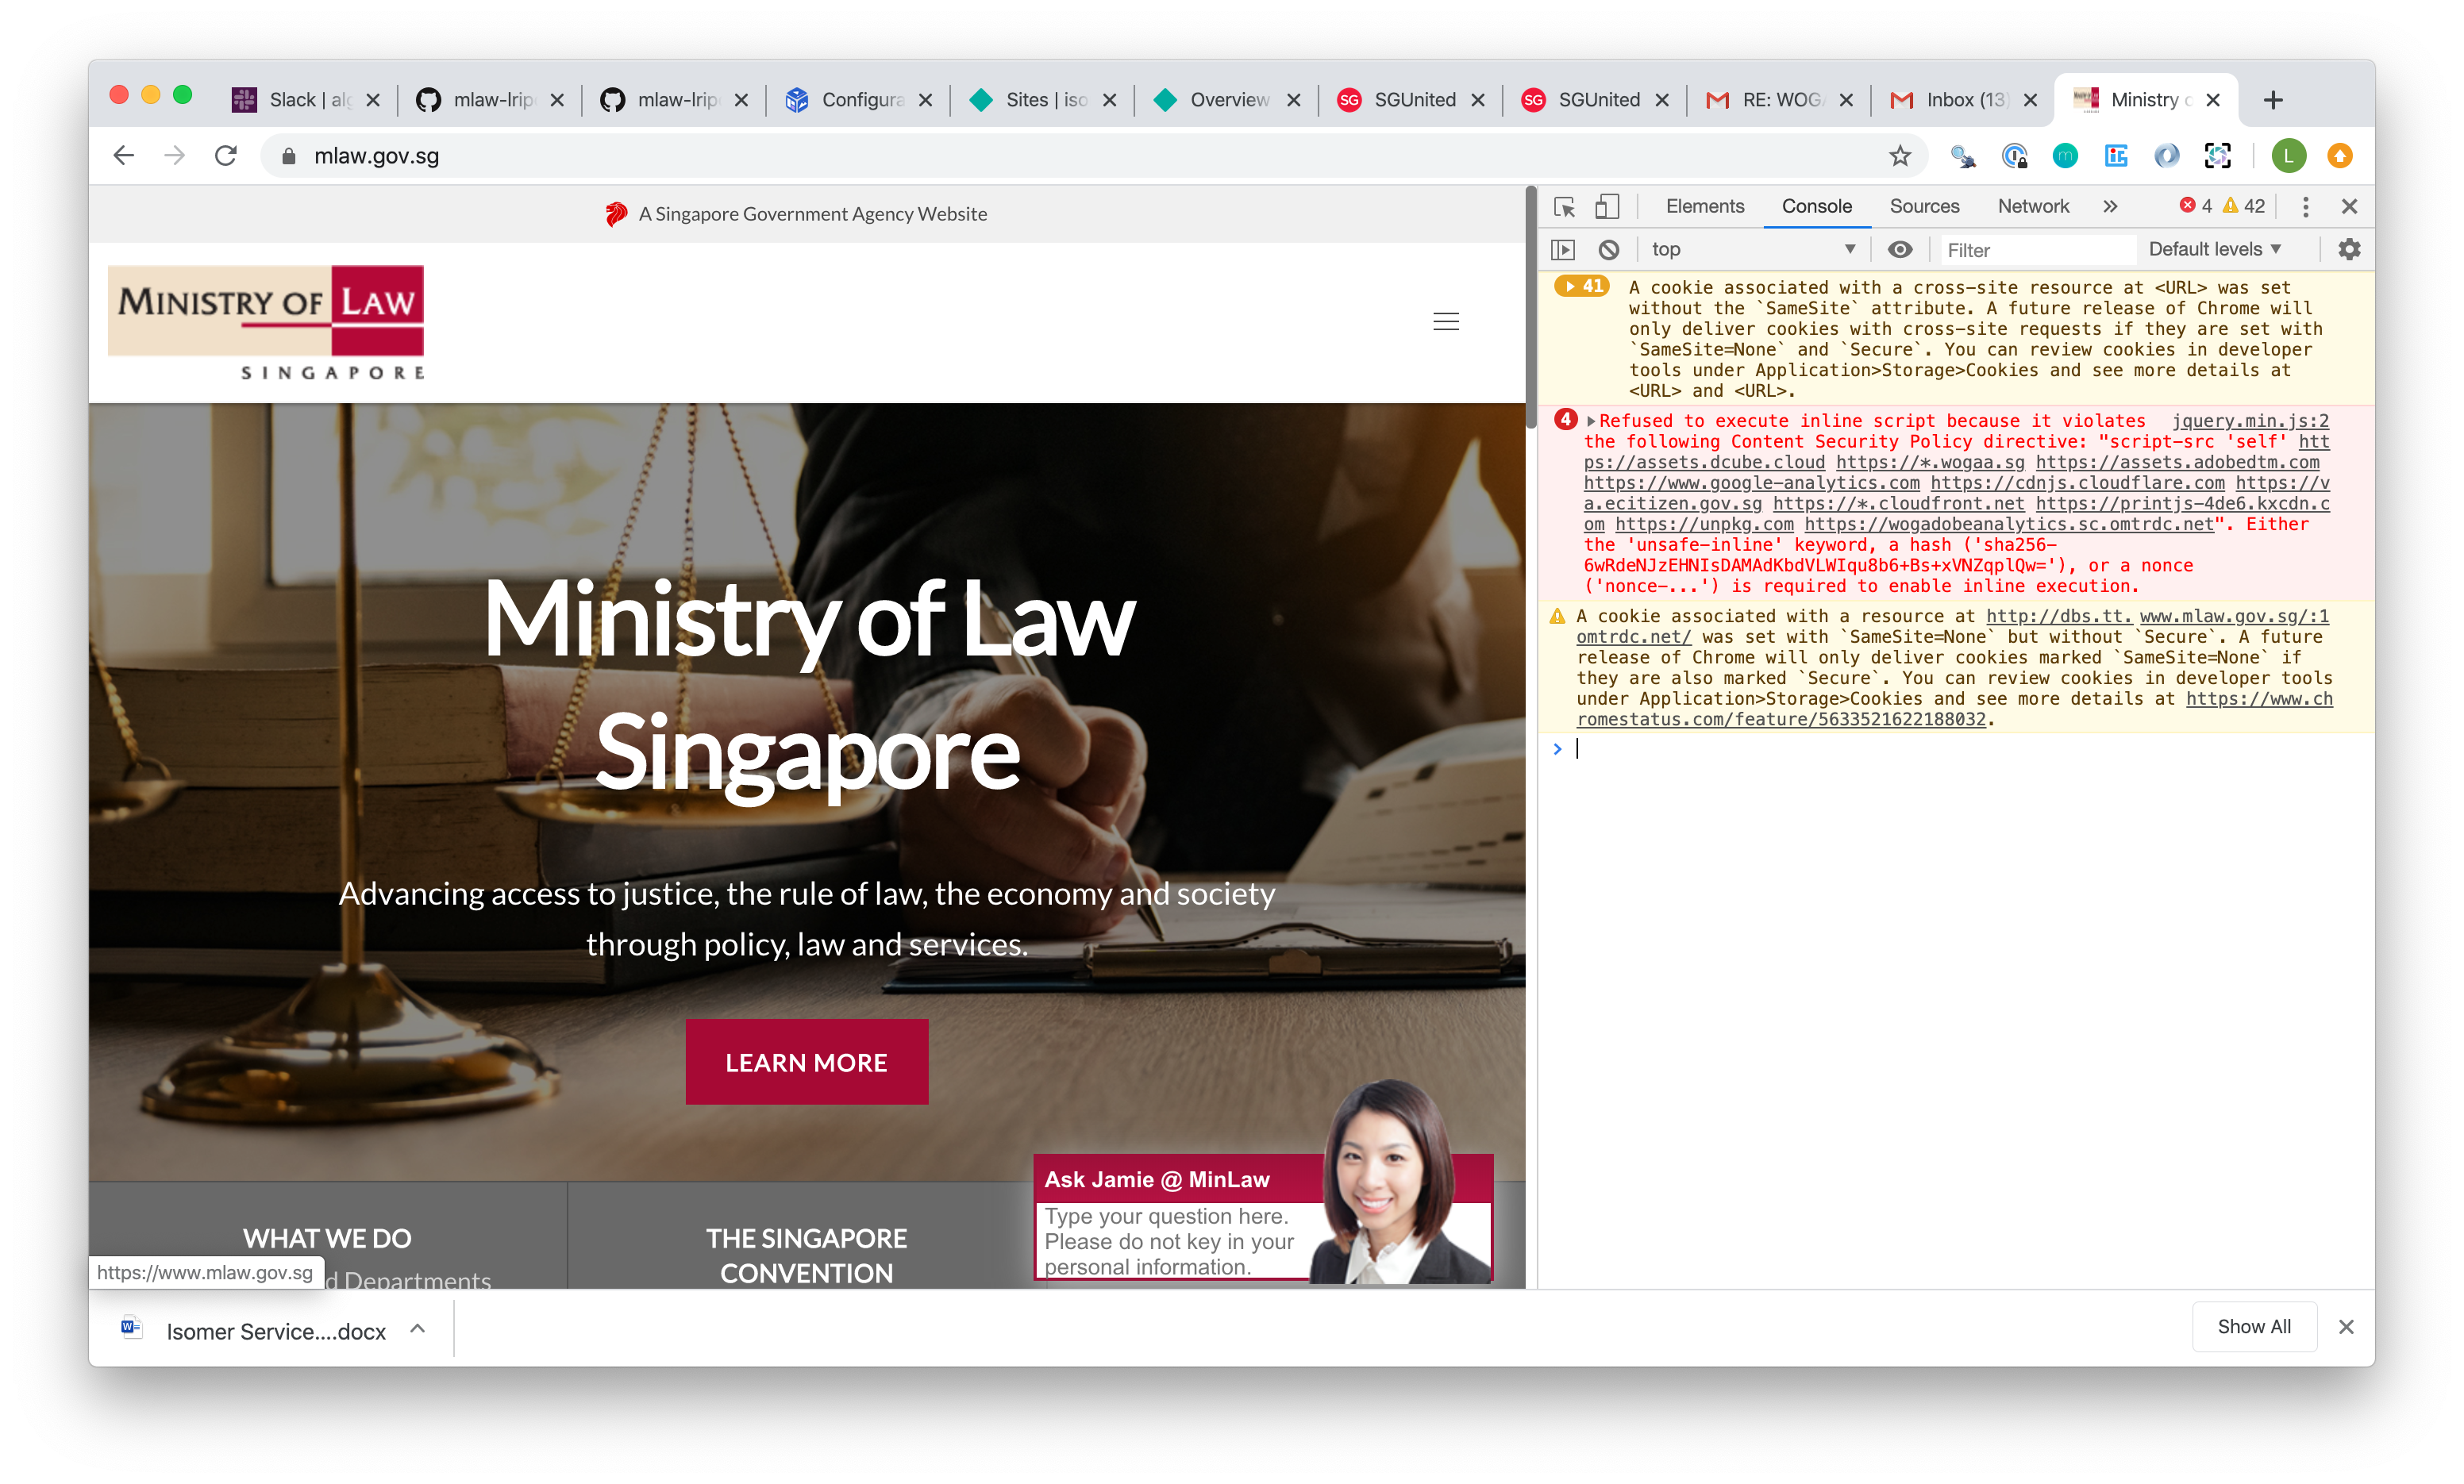 Slack | alg
mlaw-lrip
mlaw-lrip
Configura
Sites | iso
Overview
SG SGUnited
SG SGUnited
RE: WOGA
Inbox (13)
Ministry o
mlaw.gov.sg
L
A Singapore Government Agency Website
MINISTRY OF LAW
SINGAPORE
Ministry of Law
Singapore
Advancing access to justice, the rule of law, the economy and society
through policy, law and services.
LEARN MORE
WHAT WE DO
d Departments
THE SINGAPORE
CONVENTION
Ask Jamie @ MinLaw
Type your question here.
Please do not key in your
personal information.
https://www.mlaw.gov.sg
Elements Console Sources Network » 4 42
top Filter Default levels
41 A cookie associated with a cross-site resource at <URL> was set
without the `SameSite` attribute. A future release of Chrome will
only deliver cookies with cross-site requests if they are set with
`SameSite=None` and `Secure`. You can review cookies in developer
tools under Application>Storage>Cookies and see more details at
<URL> and <URL>.
4 Refused to execute inline script because it violates jquery.min.js:2
the following Content Security Policy directive: "script-src 'self' htt
ps://assets.dcube.cloud https://*.wogaa.sg https://assets.adobedtm.com
https://www.google-analytics.com https://cdnjs.cloudflare.com https://v
a.ecitizen.gov.sg https://*.cloudfront.net https://printjs-4de6.kxcdn.c
om https://unpkg.com https://wogadobeanalytics.sc.omtrdc.net". Either
the 'unsafe-inline' keyword, a hash ('sha256-
6wRdeNJzEHNIsDAMAdKbdVLWIqu8b6+Bs+xVNZqplQw='), or a nonce
('nonce-...') is required to enable inline execution.
A cookie associated with a resource at http://dbs.tt. www.mlaw.gov.sg/:1
omtrdc.net/ was set with `SameSite=None` but without `Secure`. A future
release of Chrome will only deliver cookies marked `SameSite=None` if
they are also marked `Secure`. You can review cookies in developer tools
under Application>Storage>Cookies and see more details at https://www.ch
romestatus.com/feature/5633521622188032.
Isomer Service....docx
Show All